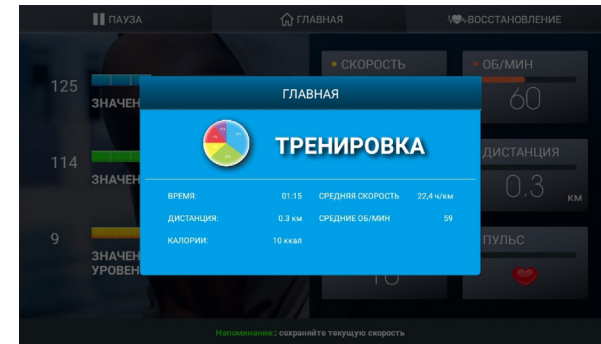 ПАУЗА
ГЛАВНАЯ
ВОССТАНОВЛЕНИЕ
СКОРОСТЬ
ОБ/МИН
125
ЗНАЧЕН
60
ГЛАВНАЯ
ТРЕНИРОВКА
114
ЗНАЧЕН
ДИСТАНЦИЯ
0.3 км
ВРЕМЯ: 01:15 СРЕДНЯЯ СКОРОСТЬ 22,4 ч/км
ДИСТАНЦИЯ: 0.3 км СРЕДНИЕ ОБ/МИН 59
КАЛОРИИ: 10 ккал
9
ЗНАЧЕН
УРОВЕН
ПУЛЬС
Напоминание:: сохраняйте текущую скорость